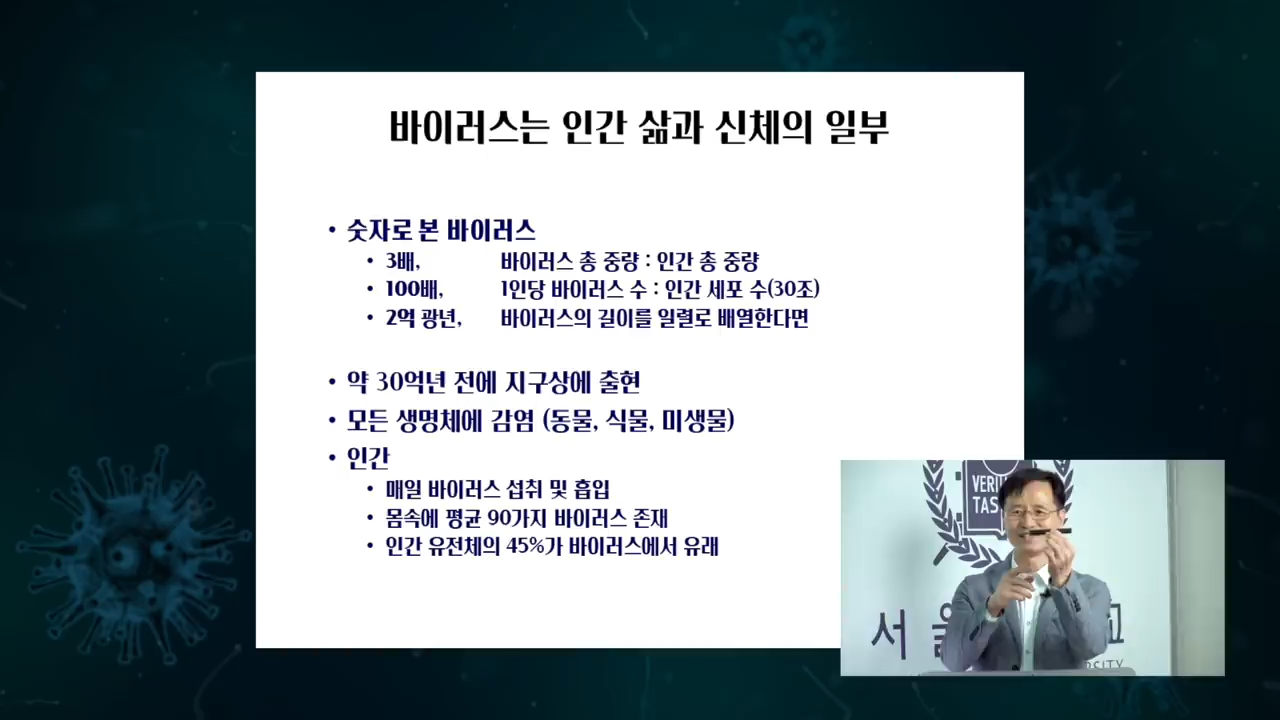 바이러스는 인간 삶과 신체의 일부
• 숫자로 본 바이러스
• 3배, 바이러스 총 중량 : 인간 총 중량
• 100배, 1인당 바이러스 수 : 인간 세포 수(30조)
• 2억 광년, 바이러스의 길이를 일렬로 배열한다면
• 약 30억년 전에 지구상에 출현
• 모든 생명체에 감염 (동물, 식물, 미생물)
• 인간
• 매일 바이러스 섭취 및 흡입
• 몸속에 평균 90가지 바이러스 존재
• 인간 유전체의 45%가 바이러스에서 유래
VERI
TAS
서